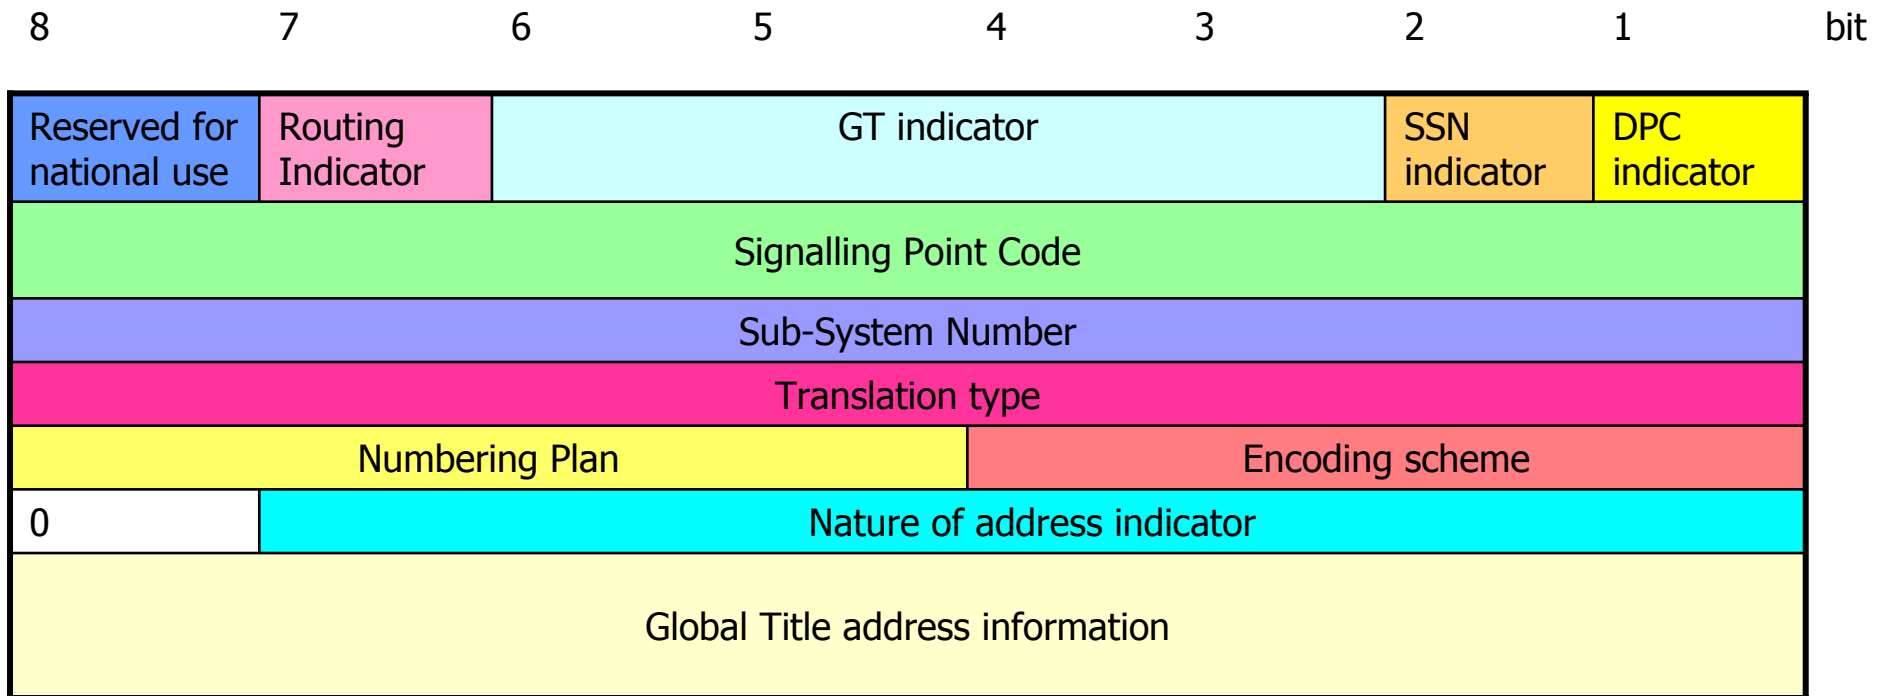 8 7 6 5 4 3 2 1 bit
Reserved for national use Routing Indicator GT indicator SSN indicator DPC indicator
Signalling Point Code
Sub-System Number
Translation type
Numbering Plan Encoding scheme
0 Nature of address indicator
Global Title address information